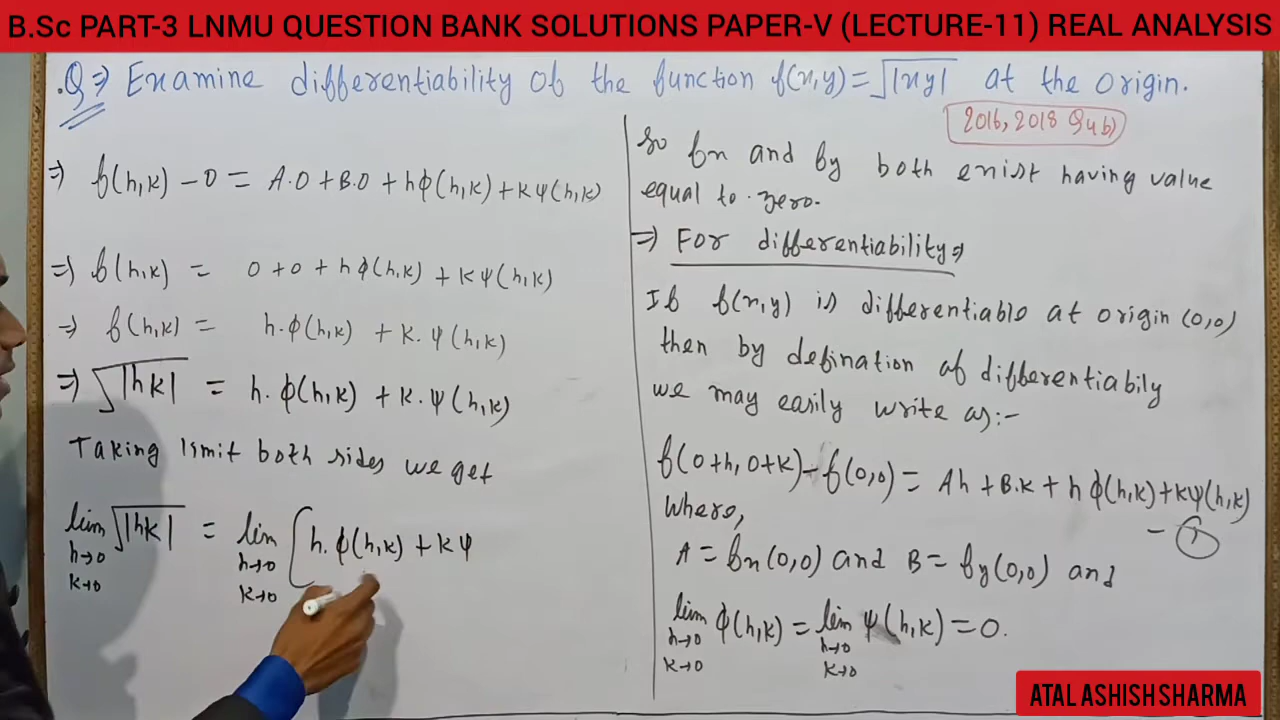 B.Sc PART-3 LNMU QUESTION BANK SOLUTIONS PAPER-V (LECTURE-11) REAL ANALYSIS
Q ⇒ Examine differentiability of the function f(x,y)=√|xy| at the origin.
2016, 2018 Sub)
⇒ f(h,k) - 0 = A.0 + B.0 + hϕ(h,k) + kψ(h,k)
⇒ f(h,k) = 0 + 0 + hϕ(h,k) + kψ(h,k)
⇒ f(h,k) = h.ϕ(h,k) + k.ψ(h,k)
⇒ √|hk| = h.ϕ(h,k) + k.ψ(h,k)
Taking limit both sides we get
lim √|hk| = lim [h.ϕ(h,k) + kψ
h→0 h→0
k→0 k→0
So fx and fy both exist having value
equal to zero.
⇒ For differentiability ⇒
If f(x,y) is differentiable at origin (0,0)
then by defination of differentiabily
we may easily write as:-
f(0+h, 0+k) - f(0,0) = Ah + B.k + hϕ(h,k) + kψ(h,k)
Where,
A = fx(0,0) and B = fy(0,0) and
lim ϕ(h,k) = lim ψ(h,k) = 0.
h→0 h→0
k→0 k→0
ATAL ASHISH SHARMA